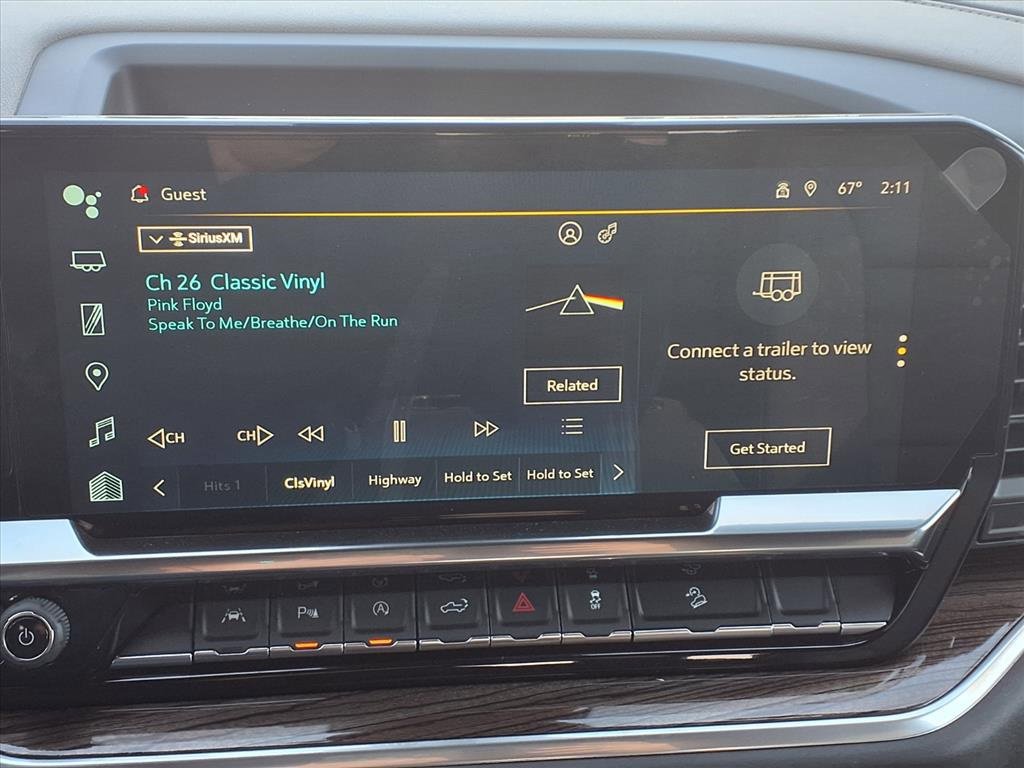 Guest
67° 2:11
SiriusXM
Ch 26 Classic Vinyl
Pink Floyd
Speak To Me/Breathe/On The Run
Related
Connect a trailer to view
status.
Get Started
CH CH
Hits 1 ClsVinyl Highway Hold to Set Hold to Set
P A OFF